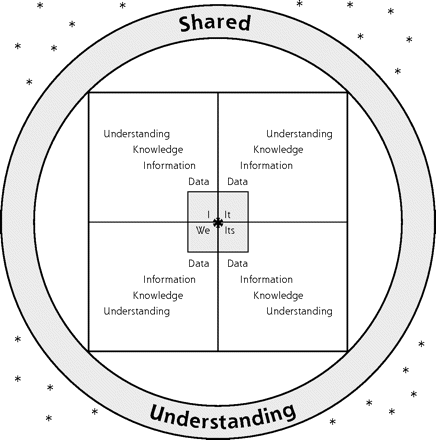 Shared
Understanding Understanding
Knowledge Knowledge
Information Information
Data Data
I It
We Its
Data Data
Information Information
Knowledge Knowledge
Understanding Understanding
Understanding